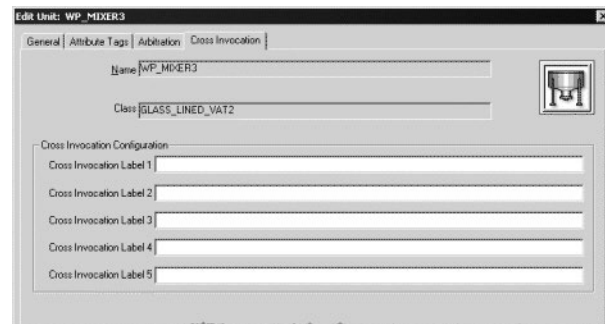 Edit Unit: WP_MIXER3
General Attribute Tags Arbitration Cross Invocation
Name WP_MIXER3
Class GLASS_LINED_VAT2
Cross Invocation Configuration
Cross Invocation Label 1
Cross Invocation Label 2
Cross Invocation Label 3
Cross Invocation Label 4
Cross Invocation Label 5